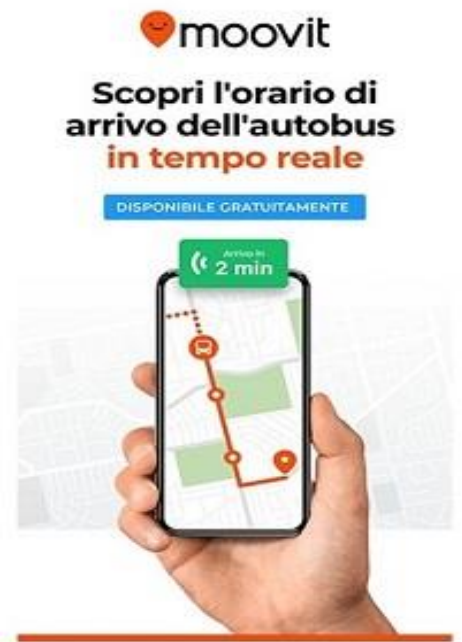 moovit
Scopri l'orario di
arrivo dell'autobus
in tempo reale
DISPONIBILE GRATUITAMENTE
Arrivo in
2 min